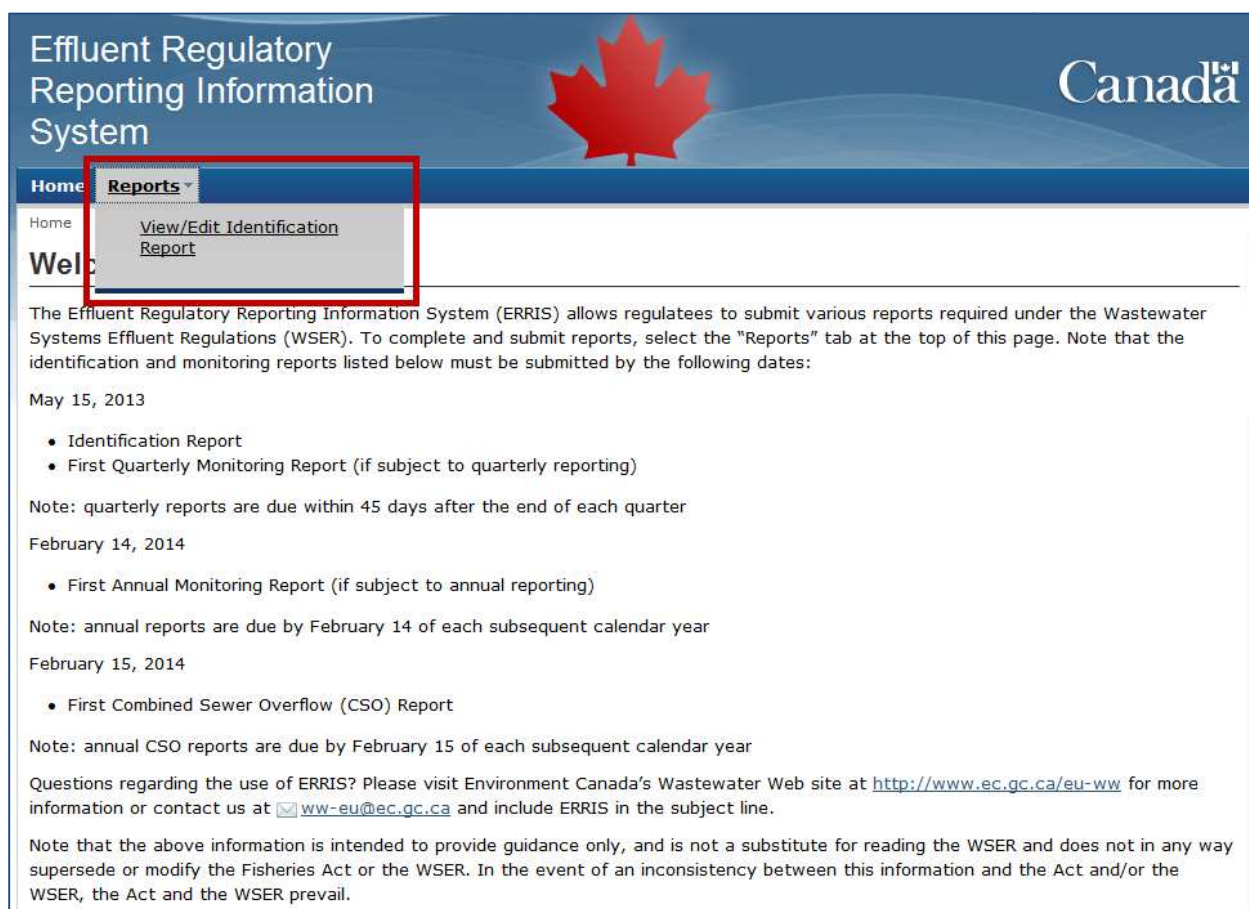 Effluent Regulatory
Reporting Information
System
Canada
Home Reports
Home
View/Edit Identification
Report
The Effluent Regulatory Reporting Information System (ERRIS) allows regulatees to submit various reports required under the Wastewater
Systems Effluent Regulations (WSER). To complete and submit reports, select the “Reports” tab at the top of this page. Note that the
identification and monitoring reports listed below must be submitted by the following dates:
May 15, 2013
• Identification Report
• First Quarterly Monitoring Report (if subject to quarterly reporting)
Note: quarterly reports are due within 45 days after the end of each quarter
February 14, 2014
• First Annual Monitoring Report (if subject to annual reporting)
Note: annual reports are due by February 14 of each subsequent calendar year
February 15, 2014
• First Combined Sewer Overflow (CSO) Report
Note: annual CSO reports are due by February 15 of each subsequent calendar year
Questions regarding the use of ERRIS? Please visit Environment Canada’s Wastewater Web site at http://www.ec.gc.ca/eu-ww for more
information or contact us at ww-eu@ec.gc.ca and include ERRIS in the subject line.
Note that the above information is intended to provide guidance only, and is not a substitute for reading the WSER and does not in any way
supersede or modify the Fisheries Act or the WSER. In the event of an inconsistency between this information and the Act and/or the
WSER, the Act and the WSER prevail.